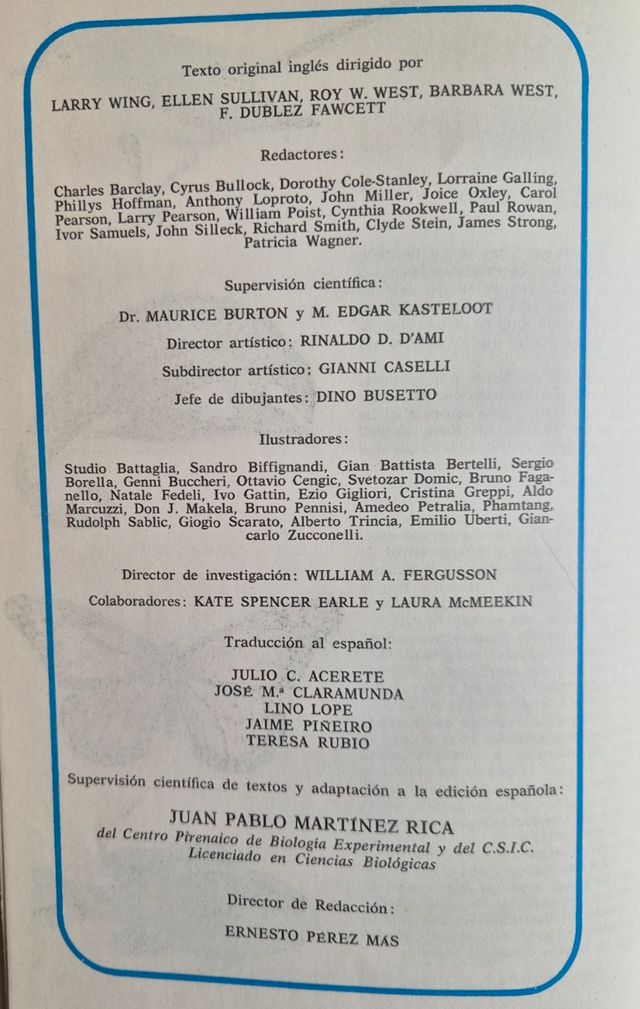 Texto original inglés dirigido por
LARRY WING, ELLEN SULLIVAN, ROY W. WEST, BARBARA WEST,
F. DUBLEZ FAWCETT
Redactores:
Charles Barclay, Cyrus Bullock, Dorothy Cole-Stanley, Lorraine Galling,
Phillys Hoffman, Anthony Loproto, John Miller, Joice Oxley, Carol
Pearson, Larry Pearson, William Poist, Cynthia Rookwell, Paul Rowan,
Ivor Samuels, John Silleck, Richard Smith, Clyde Stein, James Strong,
Patricia Wagner.
Supervisión científica:
Dr. MAURICE BURTON y M. EDGAR KASTELOOT
Director artístico: RINALDO D. D'AMI
Subdirector artístico: GIANNI CASELLI
Jefe de dibujantes: DINO BUSETTO
Ilustradores:
Studio Battaglia, Sandro Biffignandi, Gian Battista Bertelli, Sergio
Borella, Genni Buccheri, Ottavio Cengic, Svetozar Domic, Bruno Faga-
nello, Natale Fedeli, Ivo Gattin, Ezio Gigliori, Cristina Greppi, Aldo
Marcuzzi, Don J. Makela, Bruno Pennisi, Amedeo Petralia, Phamtang,
Rudolph Sablic, Giogio Scarato, Alberto Trincia, Emilio Uberti, Gian-
carlo Zucconelli.
Director de investigación: WILLIAM A. FERGUSSON
Colaboradores: KATE SPENCER EARLE y LAURA McMEEKIN
Traducción al español:
JULIO C. ACERETE
JOSÉ M.ª CLARAMUNDA
LINO LOPE
JAIME PIÑEIRO
TERESA RUBIO
Supervisión científica de textos y adaptación a la edición española:
JUAN PABLO MARTÍNEZ RICA
del Centro Pirenaico de Biología Experimental y del C.S.I.C.
Licenciado en Ciencias Biológicas
Director de Redacción:
ERNESTO PÉREZ MÁS